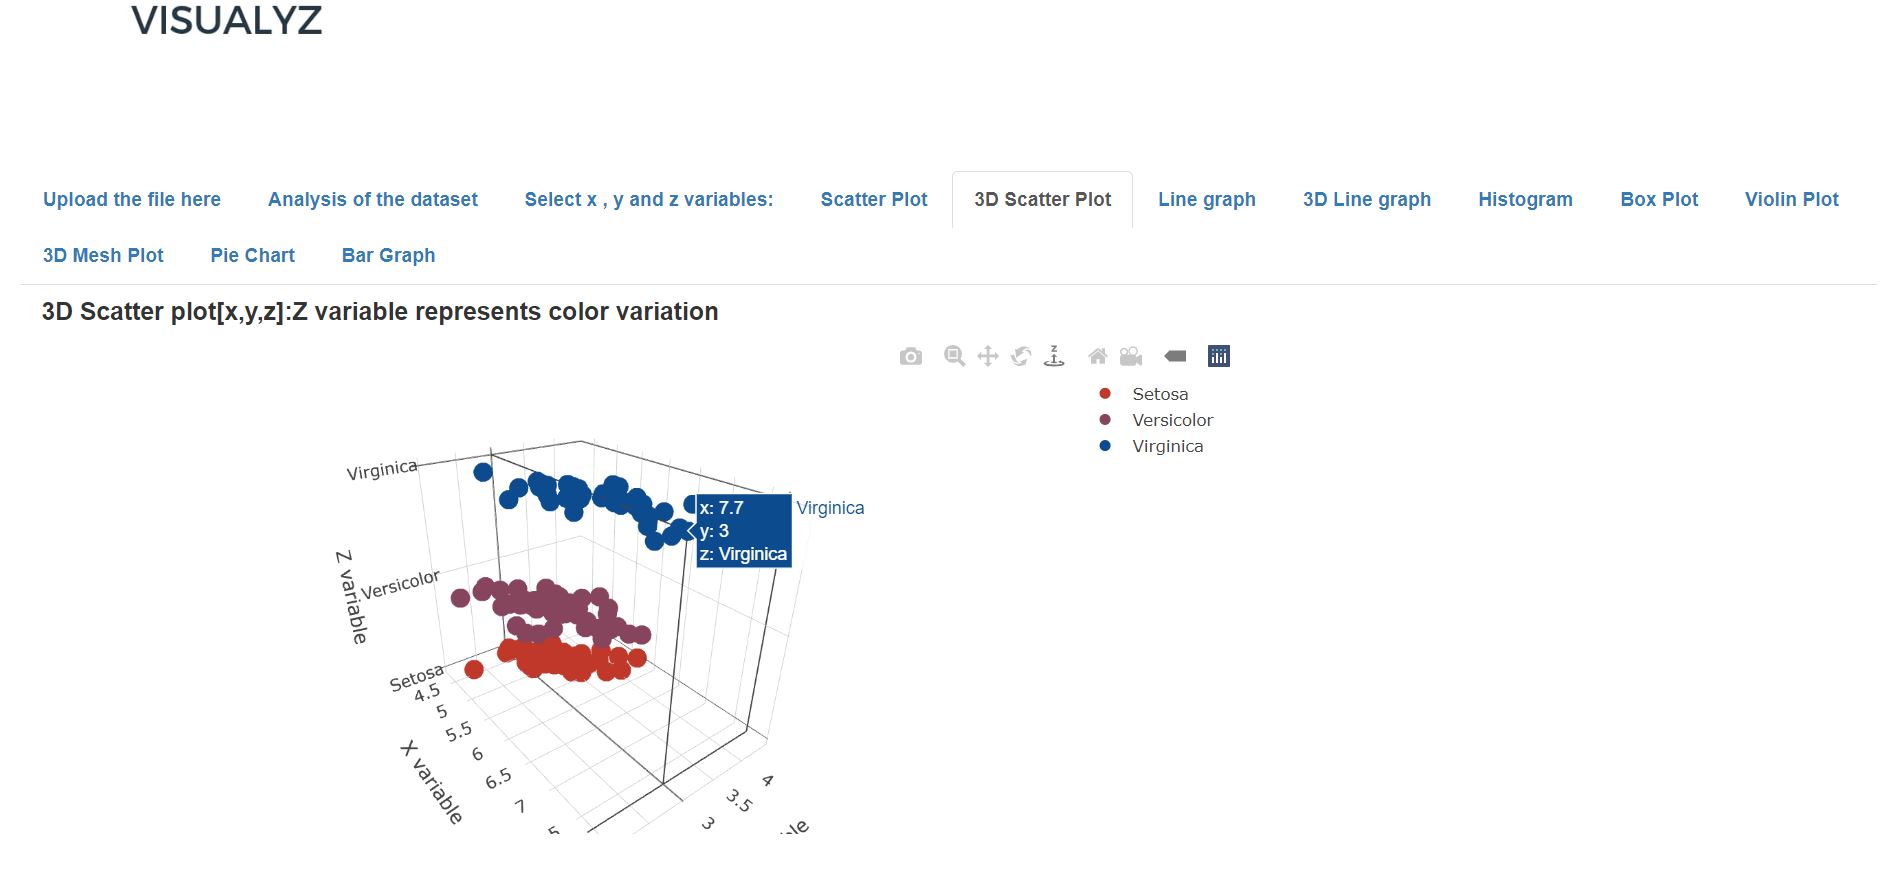 VISUALYZ
Upload the file here Analysis of the dataset Select x , y and z variables: Scatter Plot 3D Scatter Plot Line graph 3D Line graph Histogram Box Plot Violin Plot
3D Mesh Plot Pie Chart Bar Graph
3D Scatter plot[x,y,z]:Z variable represents color variation
z
Setosa
Versicolor
Virginica
Virginica
x: 7.7
y: 3
z: Virginica
Virginica
Z variable
Versicolor
Setosa
4.5
5
5.5
6
6.5
7
X variable
4
3.5
3